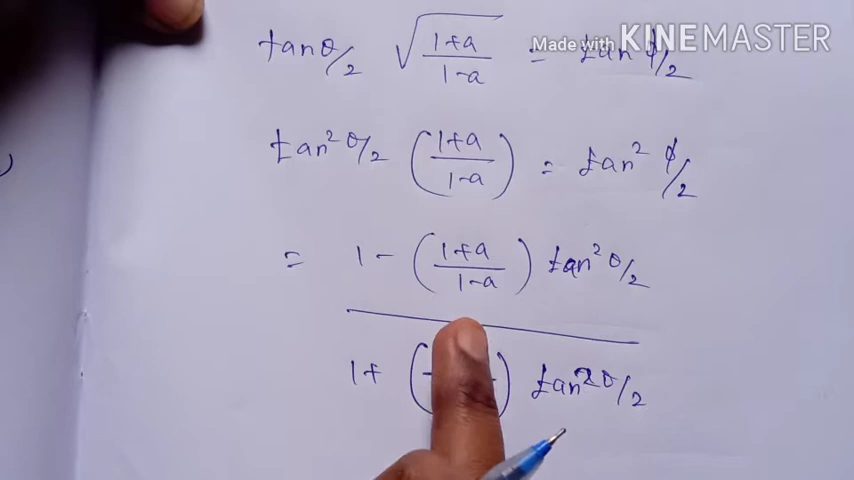 tan θ/2 √(1+a/1-a) = tan ϕ/2
Made with KINEMASTER
tan² θ/2 (1+a/1-a) = tan² ϕ/2
= 1 - (1+a/1-a) tan² θ/2
1+ ( ) tan² θ/2